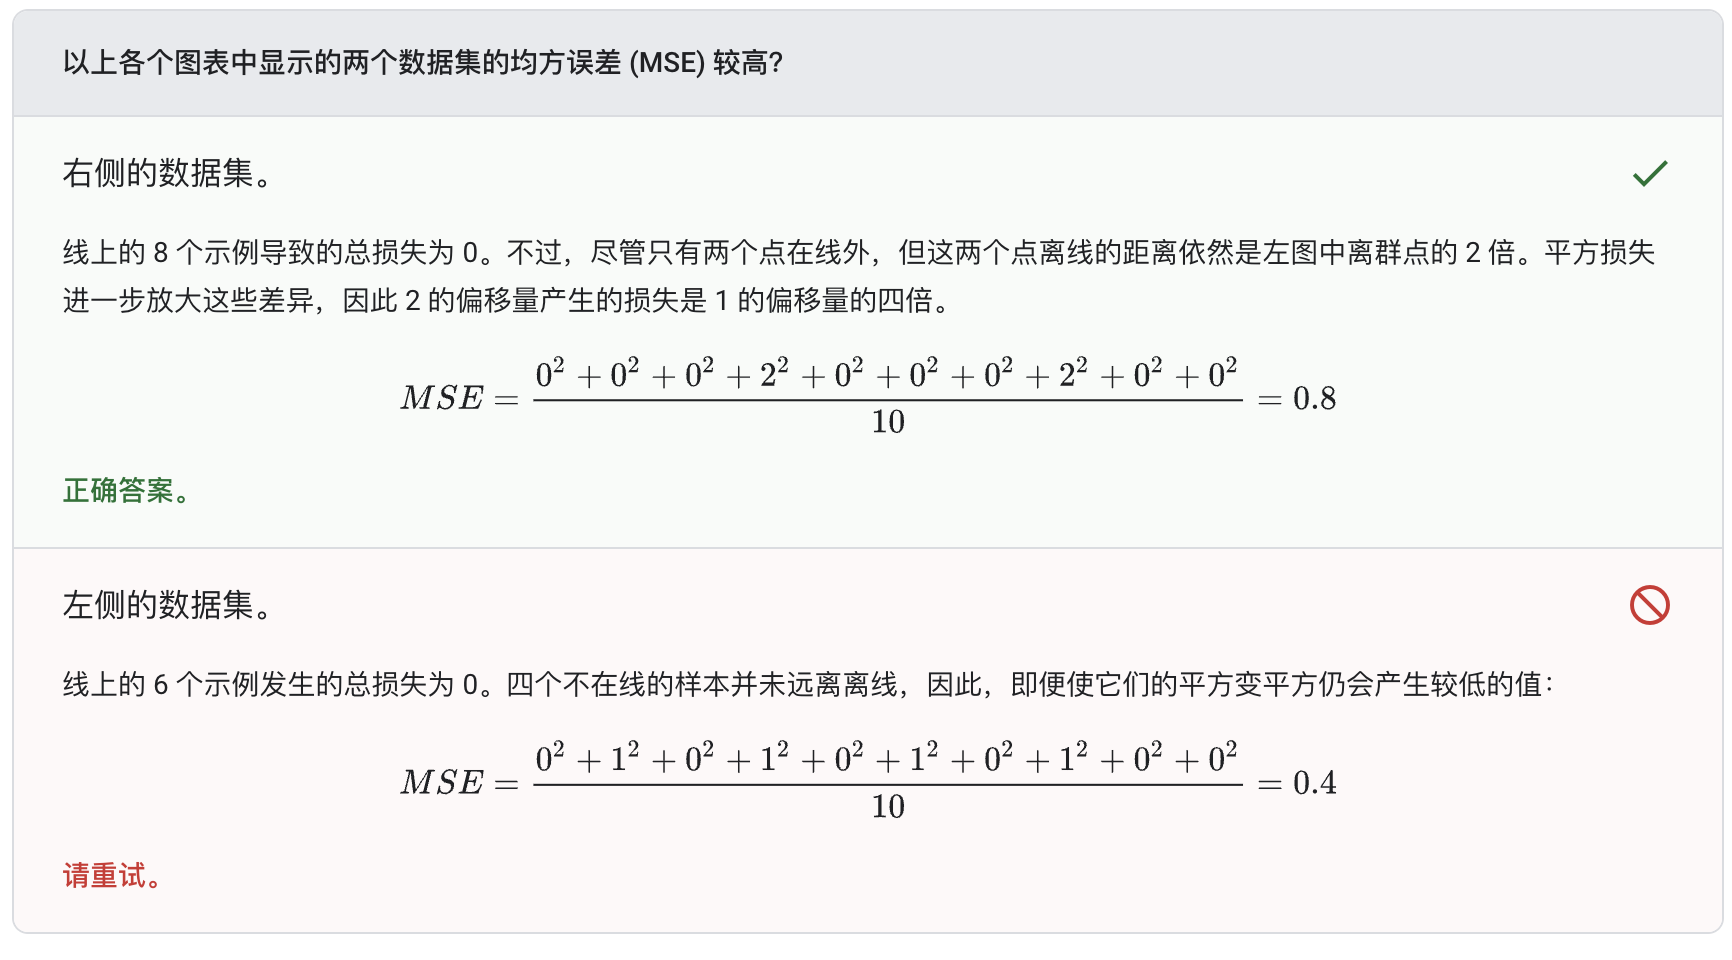 以上各个图表中显示的两个数据集的均方误差 (MSE) 较高?
右侧的数据集。
线上的 8 个示例导致的总损失为 0。不过，尽管只有两个点在线外，但这两个点离线的距离依然是左图中离群点的 2 倍。平方损失
进一步放大这些差异，因此 2 的偏移量产生的损失是 1 的偏移量的四倍。
$MSE = \frac{0^2 + 0^2 + 0^2 + 2^2 + 0^2 + 0^2 + 0^2 + 2^2 + 0^2 + 0^2}{10} = 0.8$
正确答案。
左侧的数据集。
线上的 6 个示例发生的总损失为 0。四个不在线的样本并未远离离线，因此，即便使它们的平方变平方仍会产生较低的值：
$MSE = \frac{0^2 + 1^2 + 0^2 + 1^2 + 0^2 + 1^2 + 0^2 + 1^2 + 0^2 + 0^2}{10} = 0.4$
请重试。